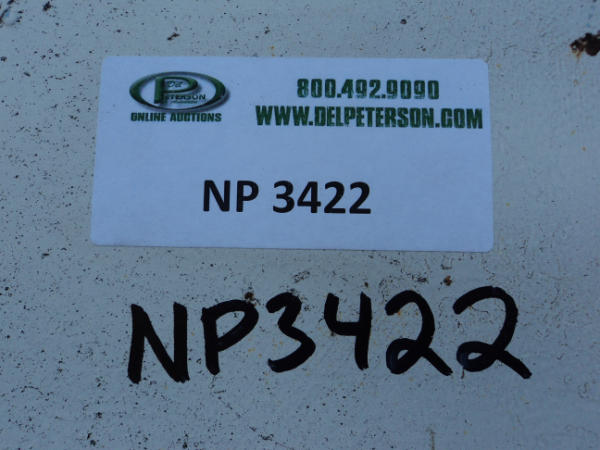 Del
PETERSON
ONLINE AUCTIONS
800.492.9090
WWW.DELPETERSON.COM
NP 3422
NP3422